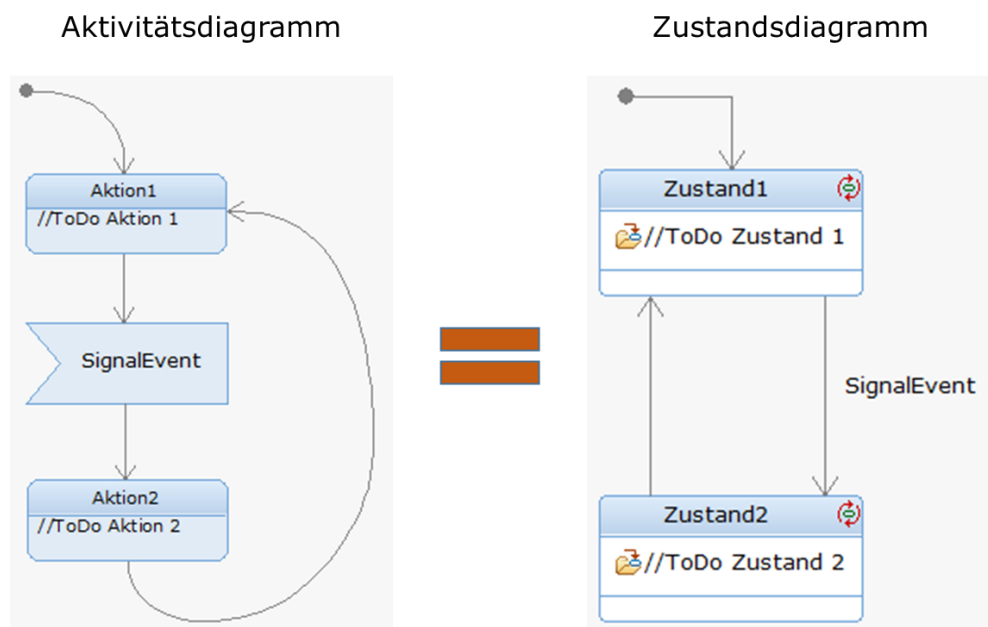 Aktivitätsdiagramm
Zustandsdiagramm
Aktion1
//ToDo Aktion 1
SignalEvent
Aktion2
//ToDo Aktion 2
Zustand1
//ToDo Zustand 1
SignalEvent
Zustand2
//ToDo Zustand 2